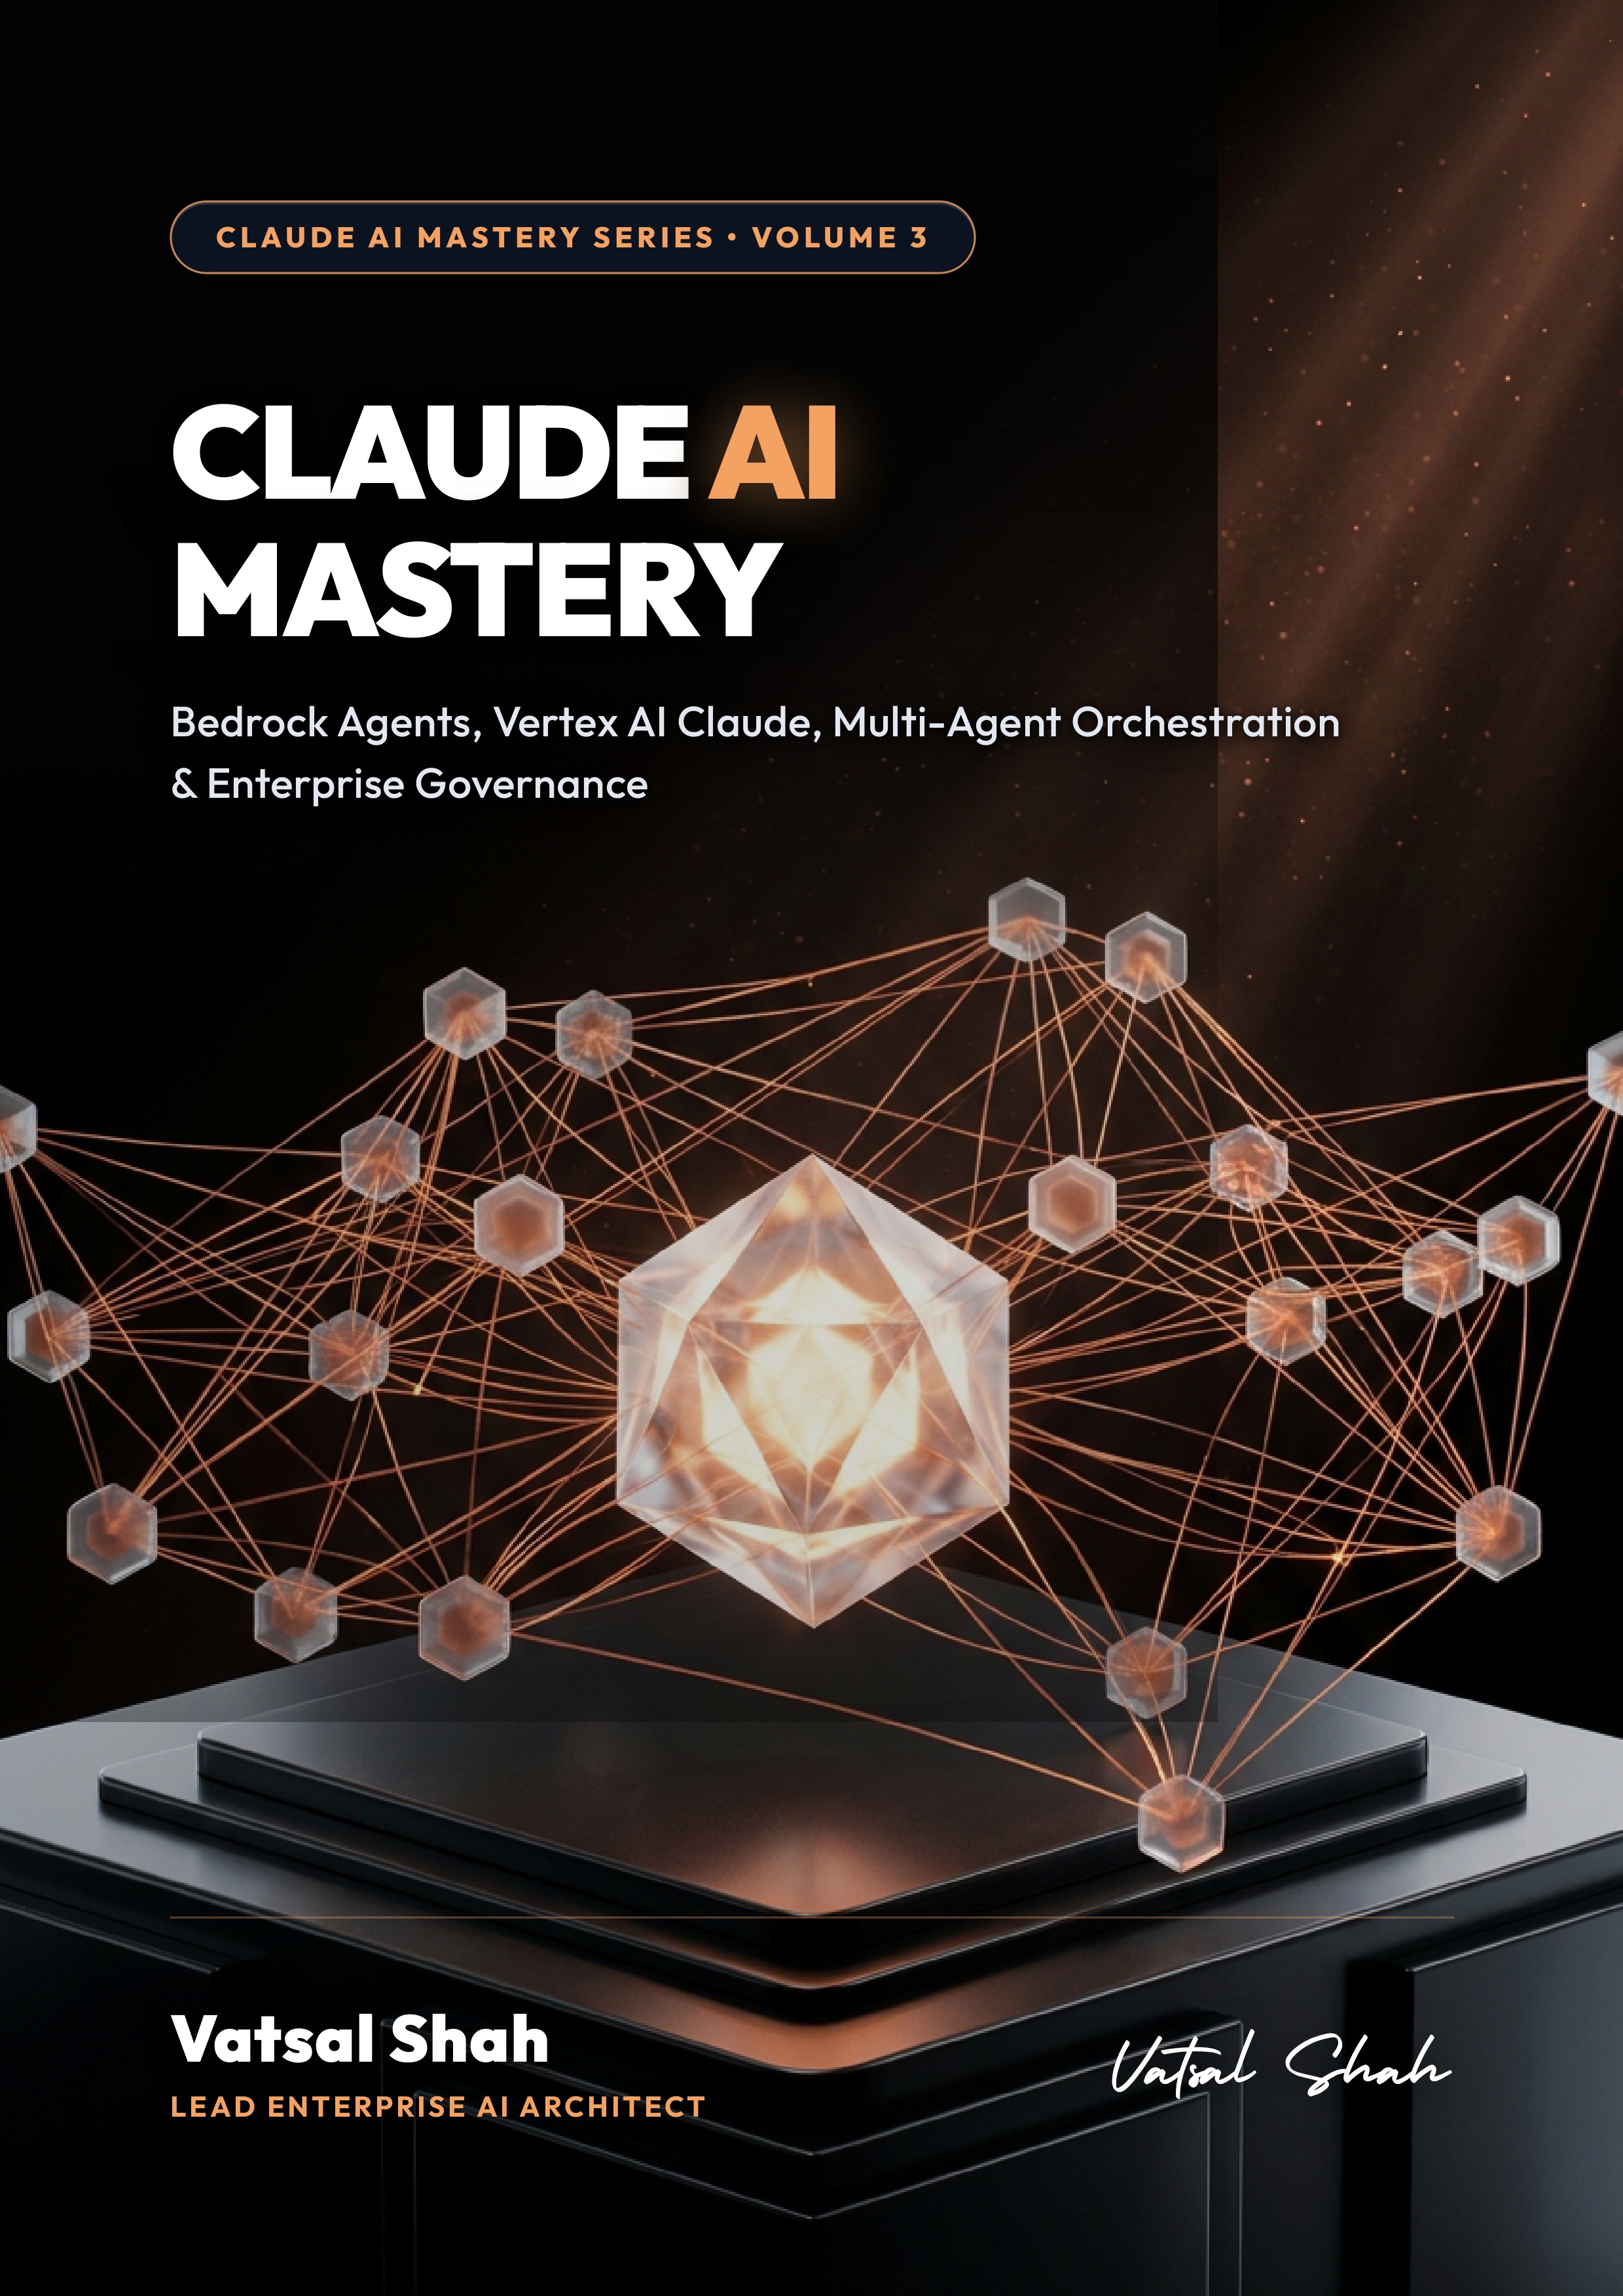 CLAUDE AI MASTERY SERIES • VOLUME 3
CLAUDE AI
MASTERY
Bedrock Agents, Vertex AI Claude, Multi-Agent Orchestration
& Enterprise Governance
Vatsal Shah
LEAD ENTERPRISE AI ARCHITECT
Vatsal Shah